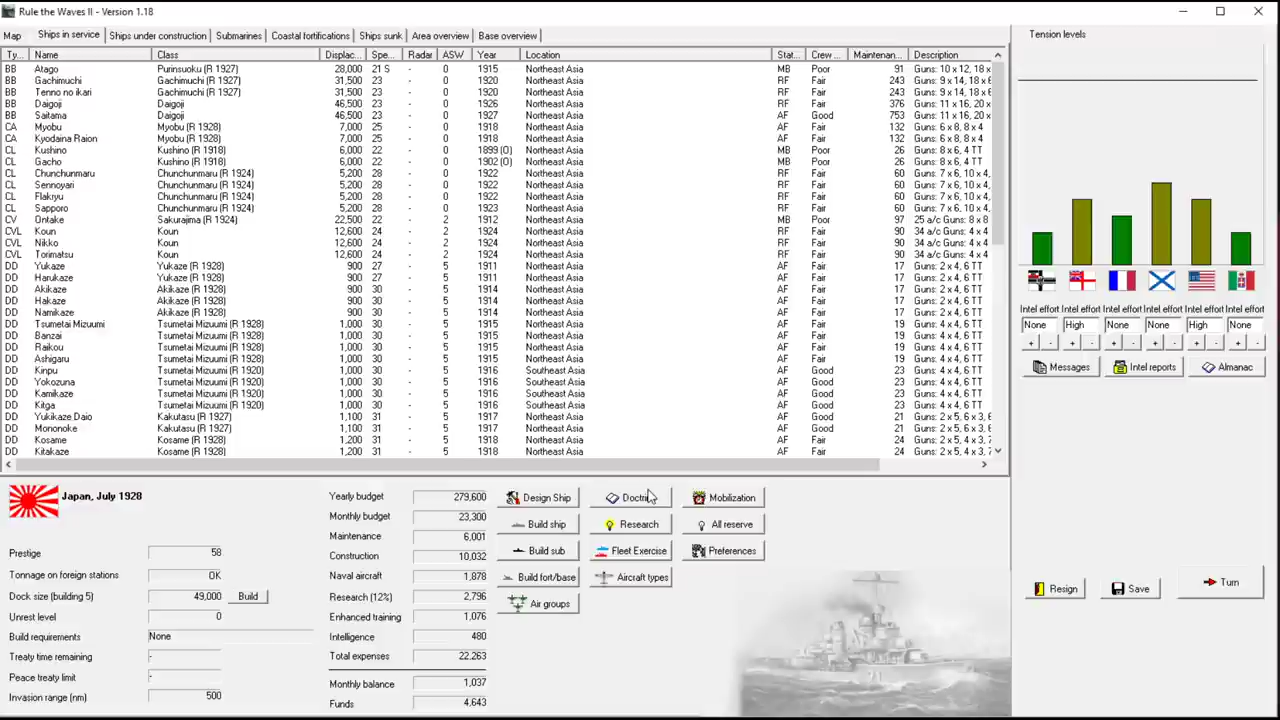 Rule the Waves II - Version 1.18
Map Ships in service Ships under construction Submarines Coastal fortifications Ships sunk Area overview Base overview
Ty... Name Class Displac... Spe... Radar ASW Year Location Stat... Crew ... Maintenan... Description
BB Atago Purinsuoku (R 1927) 28,000 21 S - 0 1915 Northeast Asia MB Poor 91 Guns: 10 x 12, 18 x
BB Gachimuchi Gachimuchi (R 1927) 31,500 23 - 0 1920 Northeast Asia RF Fair 243 Guns: 9 x 14, 18 x 6
BB Tenno no ikari Gachimuchi (R 1927) 31,500 23 - 0 1920 Northeast Asia RF Fair 243 Guns: 9 x 14, 18 x 6
BB Daigoji Daigoji 46,500 23 - 0 1926 Northeast Asia RF Fair 376 Guns: 11 x 16, 20 x
BB Saitama Daigoji 46,500 23 - 0 1927 Northeast Asia AF Good 753 Guns: 11 x 16, 20 x
CA Myobu Myobu (R 1928) 7,000 25 - 0 1918 Northeast Asia AF Fair 132 Guns: 6 x 8, 8 x 4
CA Kyodaina Raion Myobu (R 1928) 7,000 25 - 0 1918 Northeast Asia AF Fair 132 Guns: 6 x 8, 8 x 4
CL Kushino Kushino (R 1918) 6,000 22 - 0 1899 (O) Northeast Asia MB Poor 26 Guns: 8 x 6, 4 TT
CL Gacho Kushino (R 1918) 6,000 22 - 0 1902 (O) Northeast Asia MB Poor 26 Guns: 8 x 6, 4 TT
CL Chunchunmaru Chunchunmaru (R 1924) 5,200 28 - 0 1922 Northeast Asia RF Fair 60 Guns: 7 x 6, 10 x 4,
CL Sennoyari Chunchunmaru (R 1924) 5,200 28 - 0 1922 Northeast Asia RF Fair 60 Guns: 7 x 6, 10 x 4,
CL Flakryu Chunchunmaru (R 1924) 5,200 28 - 0 1923 Northeast Asia RF Fair 60 Guns: 7 x 6, 10 x 4,
CL Sapporo Chunchunmaru (R 1924) 5,200 28 - 0 1923 Northeast Asia RF Fair 60 Guns: 7 x 6, 10 x 4,
CV Ontake Sakurajima (R 1924) 22,500 23 - 2 1912 Northeast Asia MB Poor 97 25 a/c Guns: 8 x 8
CVL Koun Koun 12,600 24 - 2 1924 Northeast Asia RF Fair 90 34 a/c Guns: 4 x 4
CVL Nikko Koun 12,600 24 - 2 1924 Northeast Asia RF Fair 90 34 a/c Guns: 4 x 4
CVL Torimatsu Koun 12,600 24 - 2 1924 Northeast Asia RF Fair 90 34 a/c Guns: 4 x 4
DD Yukaze Yukaze (R 1928) 900 27 - 5 1911 Northeast Asia AF Fair 17 Guns: 2 x 4, 6 TT
DD Harukaze Yukaze (R 1928) 900 27 - 5 1911 Northeast Asia AF Fair 17 Guns: 2 x 4, 6 TT
DD Akikaze Akikaze (R 1928) 900 30 - 5 1914 Northeast Asia AF Fair 17 Guns: 2 x 4, 6 TT
DD Hakaze Akikaze (R 1928) 900 30 - 5 1914 Northeast Asia AF Fair 17 Guns: 2 x 4, 6 TT
DD Namikaze Akikaze (R 1928) 900 30 - 5 1914 Northeast Asia AF Fair 17 Guns: 2 x 4, 6 TT
DD Tsumetai Mizuumi Tsumetai Mizuumi (R 1928) 1,000 30 - 5 1915 Northeast Asia AF Fair 19 Guns: 4 x 4, 6 TT
DD Banzai Tsumetai Mizuumi (R 1928) 1,000 30 - 5 1915 Northeast Asia AF Fair 19 Guns: 4 x 4, 6 TT
DD Raikou Tsumetai Mizuumi (R 1928) 1,000 30 - 5 1915 Northeast Asia AF Fair 19 Guns: 4 x 4, 6 TT
DD Ashigaru Tsumetai Mizuumi (R 1928) 1,000 30 - 5 1915 Northeast Asia AF Fair 19 Guns: 4 x 4, 6 TT
DD Kinpu Tsumetai Mizuumi (R 1920) 1,000 30 - 5 1916 Southeast Asia AF Good 23 Guns: 4 x 4, 6 TT
DD Yokozuna Tsumetai Mizuumi (R 1920) 1,000 30 - 5 1916 Southeast Asia AF Good 23 Guns: 4 x 4, 6 TT
DD Kamikaze Tsumetai Mizuumi (R 1920) 1,000 30 - 5 1916 Southeast Asia AF Good 23 Guns: 4 x 4, 6 TT
DD Kitga Tsumetai Mizuumi (R 1920) 1,000 30 - 5 1916 Southeast Asia AF Good 23 Guns: 4 x 4, 6 TT
DD Yukikaze Daio Kakutasu (R 1927) 1,100 31 - 5 1917 Northeast Asia AF Good 21 Guns: 2 x 5, 6 x 3, 6
DD Mononoke Kakutasu (R 1927) 1,100 31 - 5 1917 Northeast Asia AF Good 21 Guns: 2 x 5, 6 x 3, 6
DD Kosame Kosame (R 1928) 1,200 31 - 5 1918 Northeast Asia AF Fair 24 Guns: 2 x 5, 4 x 3, 7
DD Kitakaze Kosame (R 1928) 1,200 31 - 5 1918 Northeast Asia AF Fair 24 Guns: 2 x 5, 4 x 3, 7
Japan, July 1928
Prestige 58
Tonnage on foreign stations OK
Dock size (building 5) 49,000 Build
Unrest level 0
Build requirements None
Treaty time remaining -
Peace treaty limit -
Invasion range (nm) 500
Yearly budget 279,600
Monthly budget 23,300
Maintenance 6,001
Construction 10,032
Naval aircraft 1,878
Research (12%) 2,796
Enhanced training 1,076
Intelligence 480
Total expenses 22,263
Monthly balance 1,037
Funds 4,643
Design Ship Doctri Mobilization
Build ship Research All reserve
Build sub Fleet Exercise Preferences
Build fort/base Aircraft types
Air groups
Tension levels
Intel effort Intel effort Intel effort Intel effort Intel effort Intel effort
None High None None High None
+ - + - + - + - + - + -
Messages Intel reports Almanac
Resign Save Turn